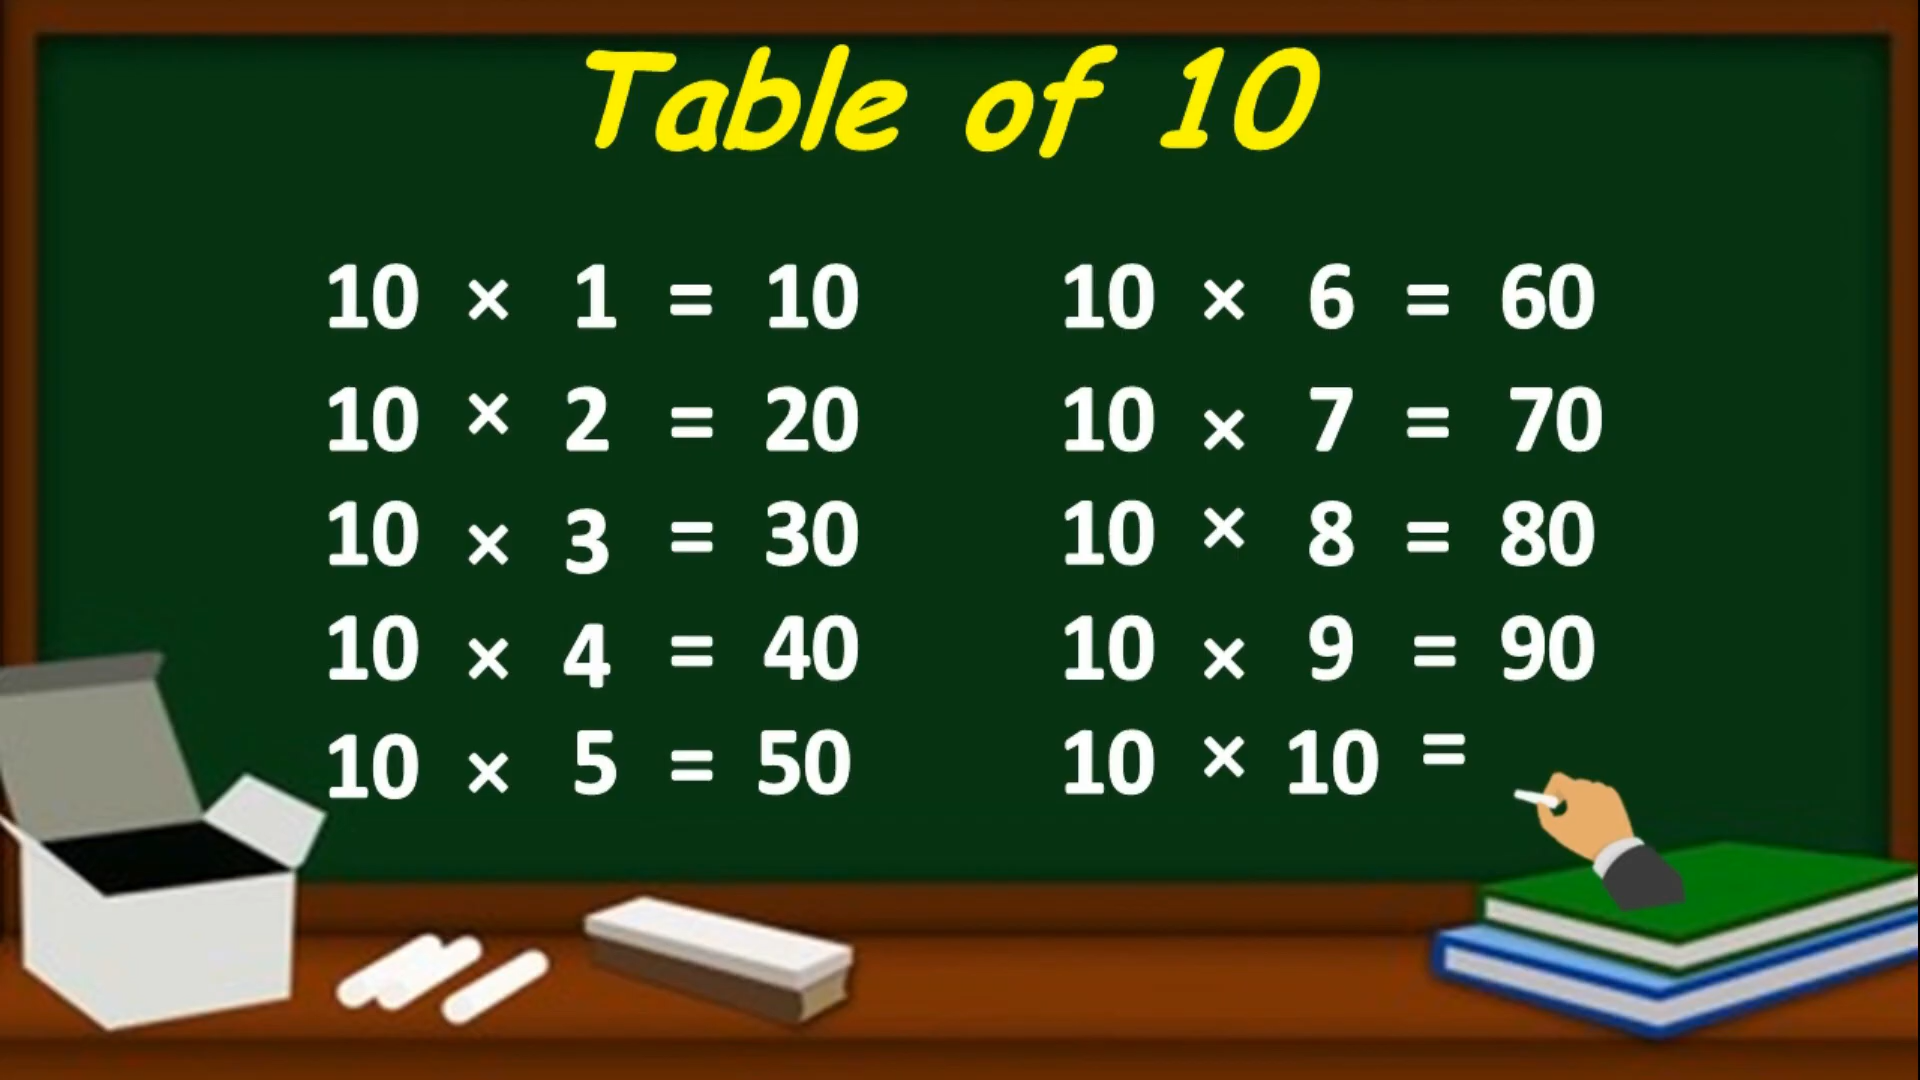 Table of 10
10 × 1 = 10
10 × 2 = 20
10 × 3 = 30
10 × 4 = 40
10 × 5 = 50
10 × 6 = 60
10 × 7 = 70
10 × 8 = 80
10 × 9 = 90
10 × 10 =